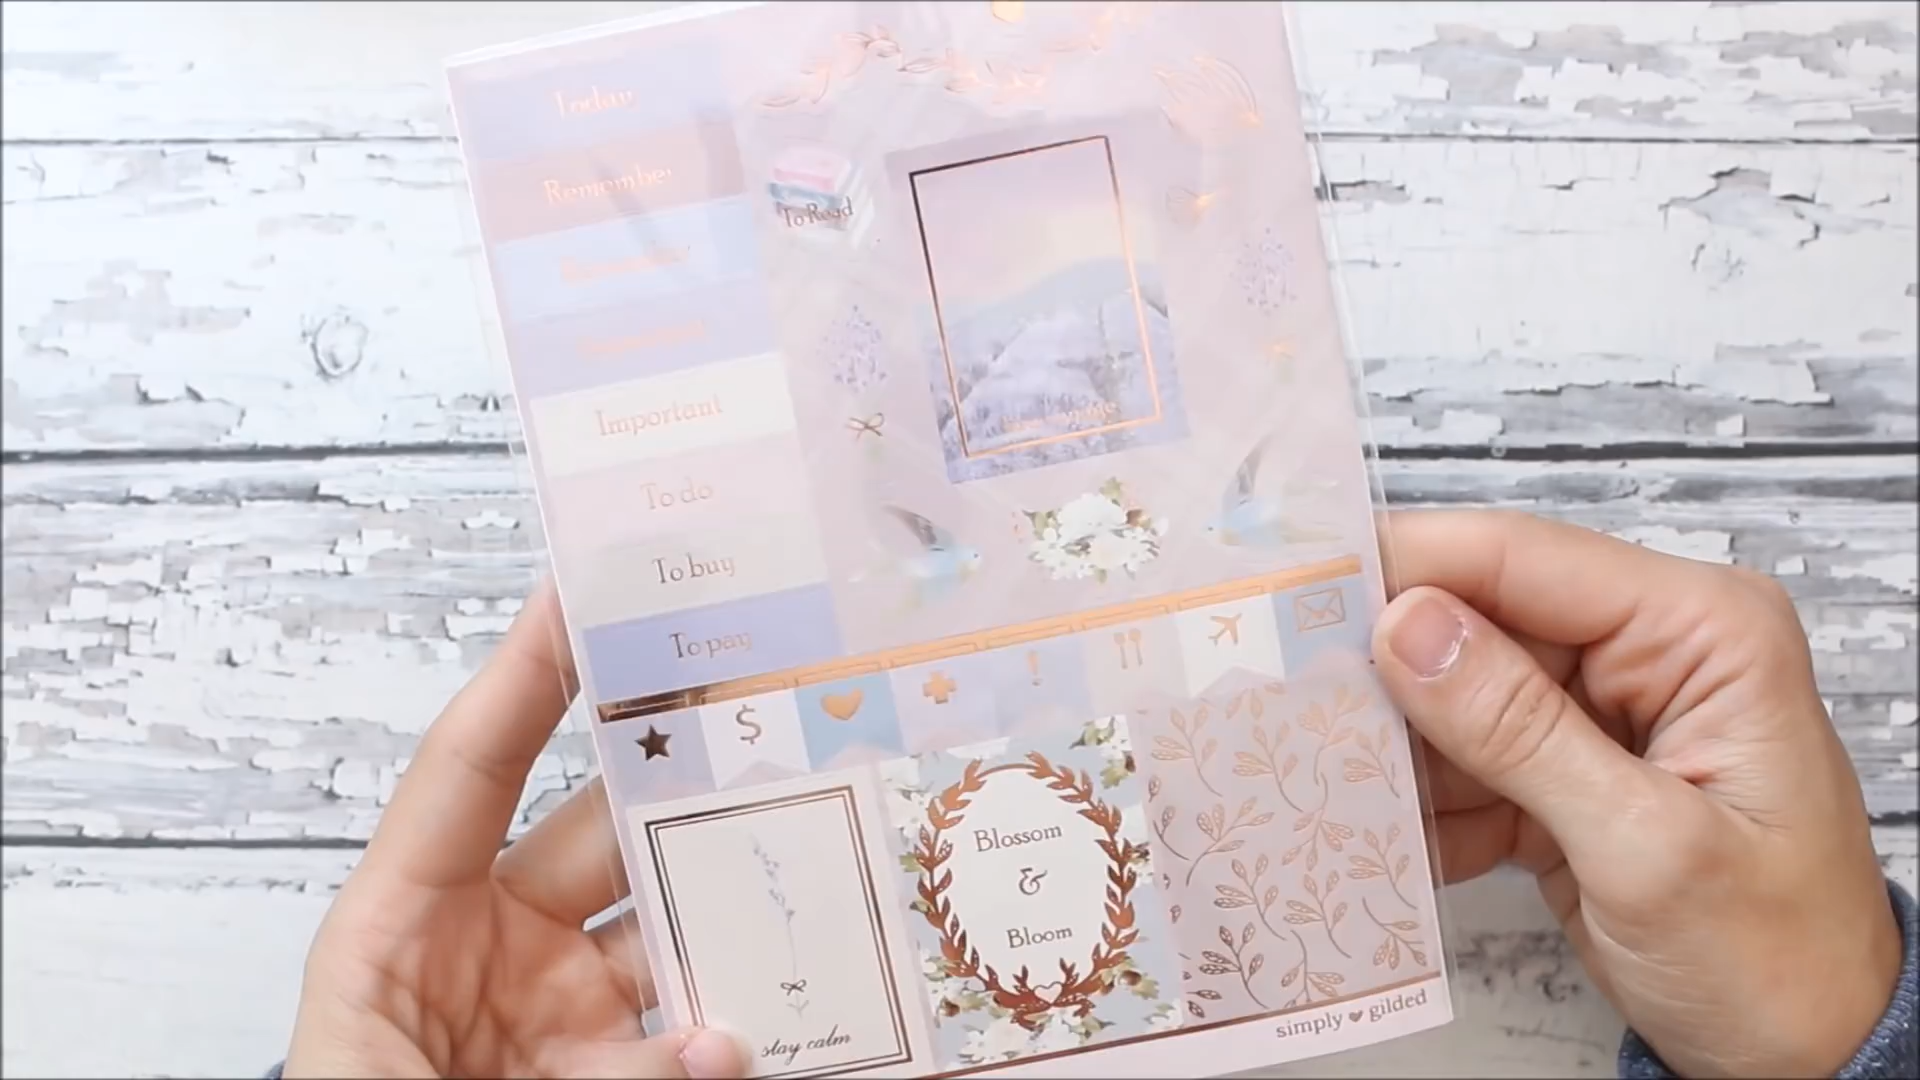 Today
Remember
Important
To do
To buy
To pay
To Read
$
!
stay calm
Blossom
&
Bloom
simply gilded